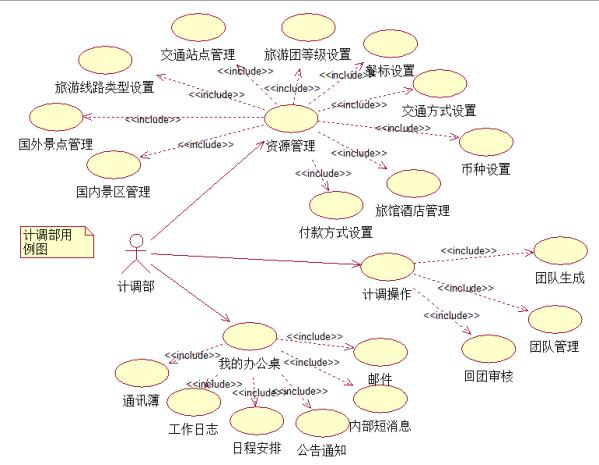 交通站点管理
旅游团等级设置
餐标设置
<<include>>
<<include>>
<<include>>
旅游线路类型设置
<<include>>
<<include>>
交通方式设置
国外景点管理
<<include>>
资源管理
<<include>>
币种设置
<<include>>
<<include>>
国内景区管理
<<include>>
旅馆酒店管理
付款方式设置
计调部用
例图
计调部
<<include>>
计调操作
团队生成
<<include>>
<<include>>
团队管理
回团审核
<<include>>
<<include>>
我的办公桌
<<include>>
邮件
通讯簿
<<include>>
<<include>>
<<include>>
工作日志
日程安排
公告通知
内部短消息